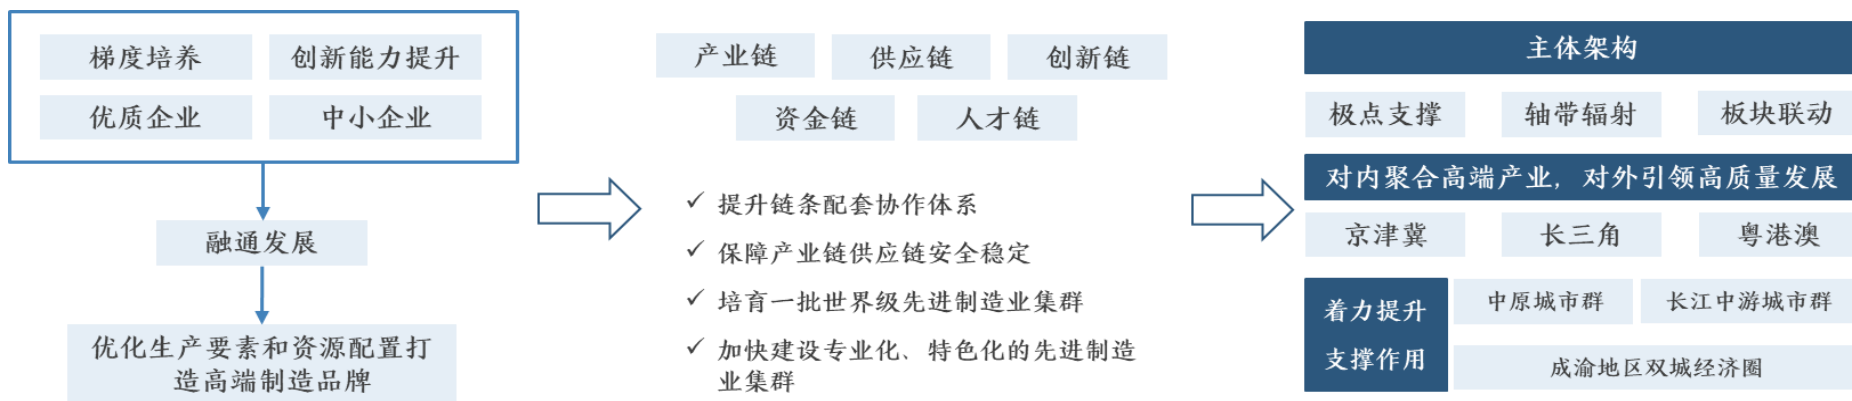 梯度培养
创新能力提升
优质企业
中小企业
融通发展
优化生产要素和资源配置打
造高端制造品牌
产业链
供应链
创新链
资金链
人才链
✓ 提升链条配套协作体系
✓ 保障产业链供应链安全稳定
✓ 培育一批世界级先进制造业集群
✓ 加快建设专业化、特色化的先进制造
业集群
主体架构
极点支撑
轴带辐射
板块联动
对内聚合高端产业，对外引领高质量发展
京津冀
长三角
粤港澳
着力提升
支撑作用
中原城市群
长江中游城市群
成渝地区双城经济圈